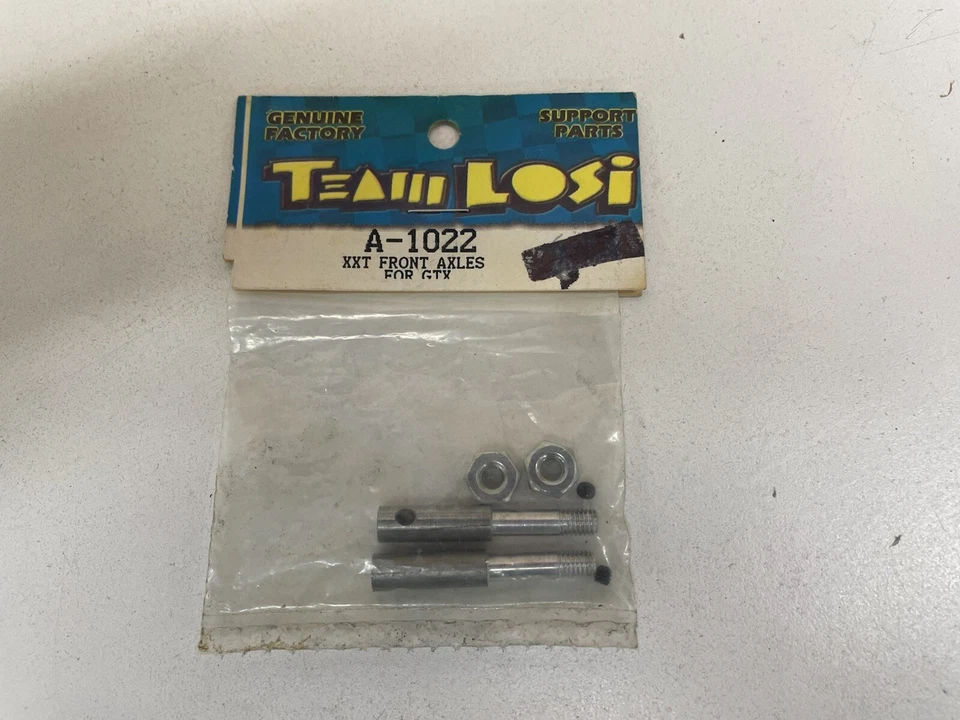 GENUINE FACTORY
SUPPORT PARTS
TEAM LOSi
A-1022
XXT FRONT AXLES
FOR GTX